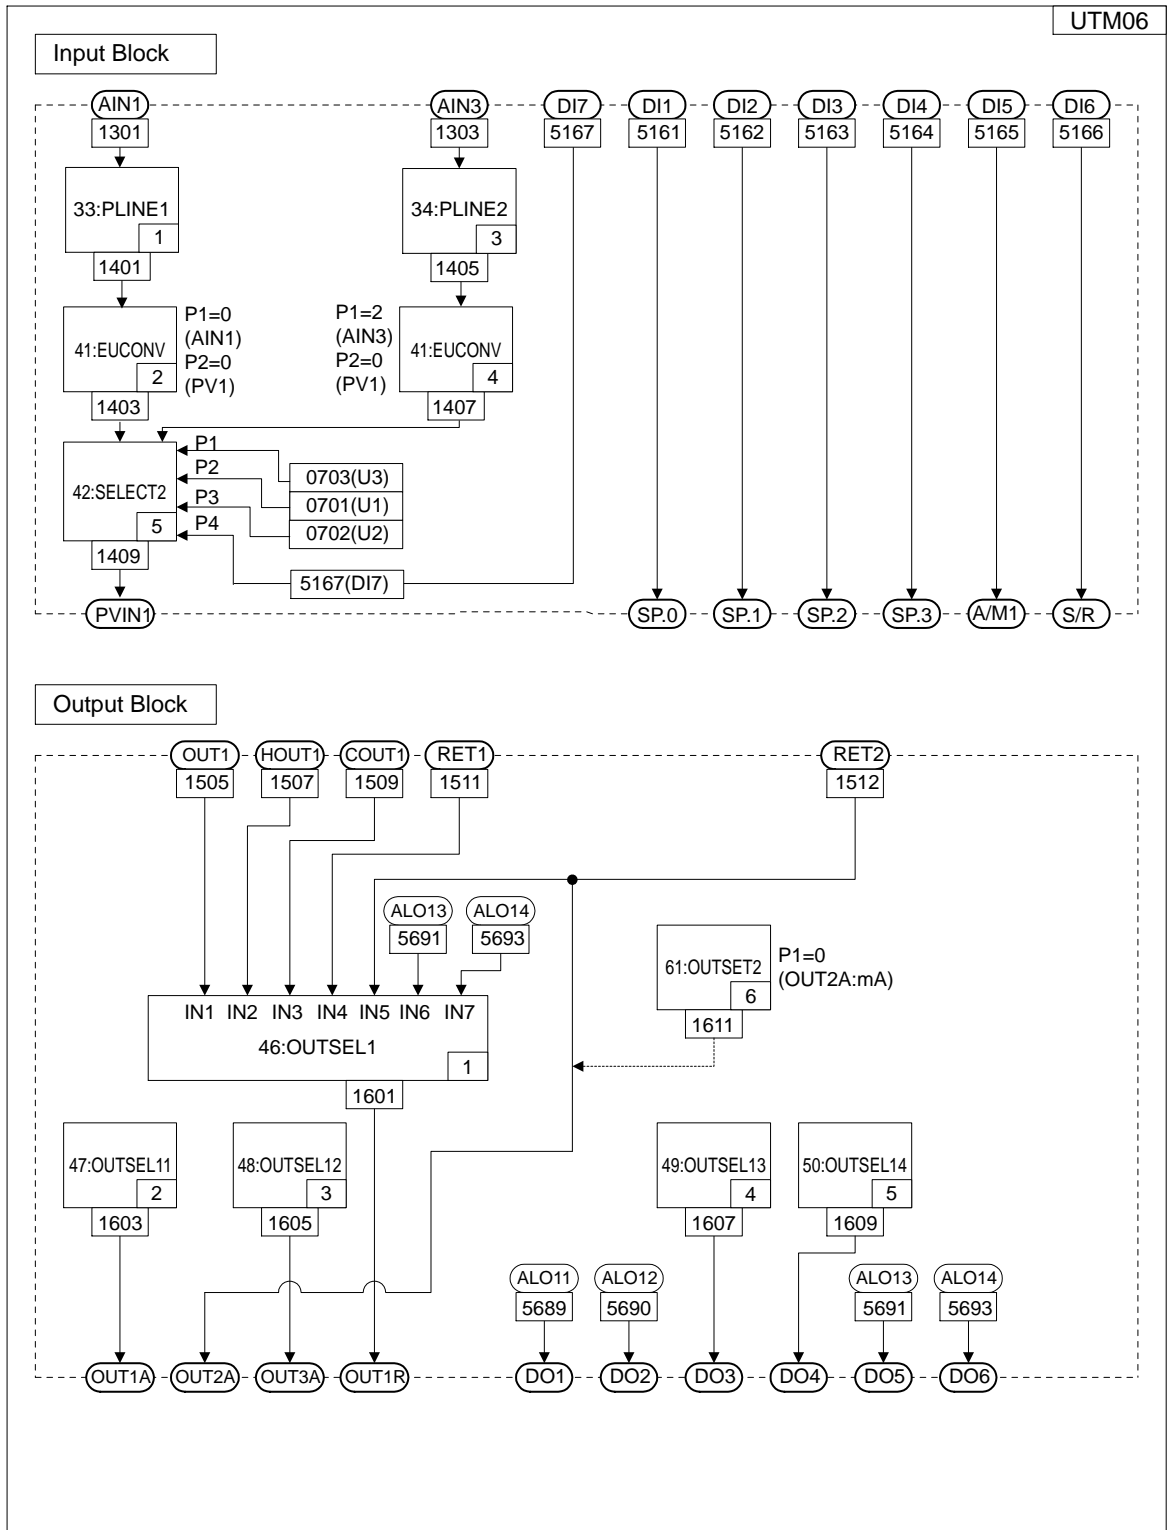 UTM06
Input Block
AIN1 AIN3 DI7 DI1 DI2 DI3 DI4 DI5 DI6
1301 1303 5167 5161 5162 5163 5164 5165 5166
33:PLINE1 34:PLINE2
1 3
1401 1405
P1=0 P1=2
(AIN1) (AIN3)
41:EUCONV P2=0 P2=0 41:EUCONV
2 (PV1) (PV1) 4
1403 1407
P1
P2 0703(U3)
42:SELECT2 P3 0701(U1)
5 P4 0702(U2)
1409
5167(DI7)
PVIN1 SP.0 SP.1 SP.2 SP.3 A/M1 S/R
Output Block
OUT1 HOUT1 COUT1 RET1 RET2
1505 1507 1509 1511 1512
ALO13 ALO14
5691 5693
61:OUTSET2 P1=0
6 (OUT2A:mA)
IN1 IN2 IN3 IN4 IN5 IN6 IN7
1611
46:OUTSEL1
1
1601
47:OUTSEL11 48:OUTSEL12 49:OUTSEL13 50:OUTSEL14
2 3 4 5
1603 1605 1607 1609
ALO11 ALO12 ALO13 ALO14
5689 5690 5691 5693
OUT1A OUT2A OUT3A OUT1R DO1 DO2 DO3 DO4 DO5 DO6